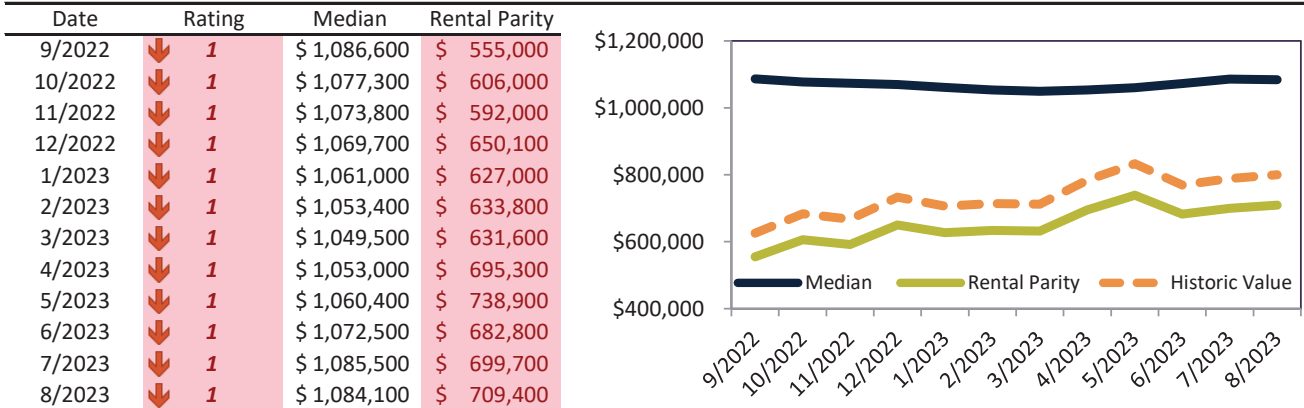 Date Rating Median Rental Parity
9/2022 1 $ 1,086,600 $ 555,000
10/2022 1 $ 1,077,300 $ 606,000
11/2022 1 $ 1,073,800 $ 592,000
12/2022 1 $ 1,069,700 $ 650,100
1/2023 1 $ 1,061,000 $ 627,000
2/2023 1 $ 1,053,400 $ 633,800
3/2023 1 $ 1,049,500 $ 631,600
4/2023 1 $ 1,053,000 $ 695,300
5/2023 1 $ 1,060,400 $ 738,900
6/2023 1 $ 1,072,500 $ 682,800
7/2023 1 $ 1,085,500 $ 699,700
8/2023 1 $ 1,084,100 $ 709,400
$1,200,000
$1,000,000
$800,000
$600,000
$400,000
Median Rental Parity Historic Value
9/2022 10/2022 11/2022 12/2022 1/2023 2/2023 3/2023 4/2023 5/2023 6/2023 7/2023 8/2023